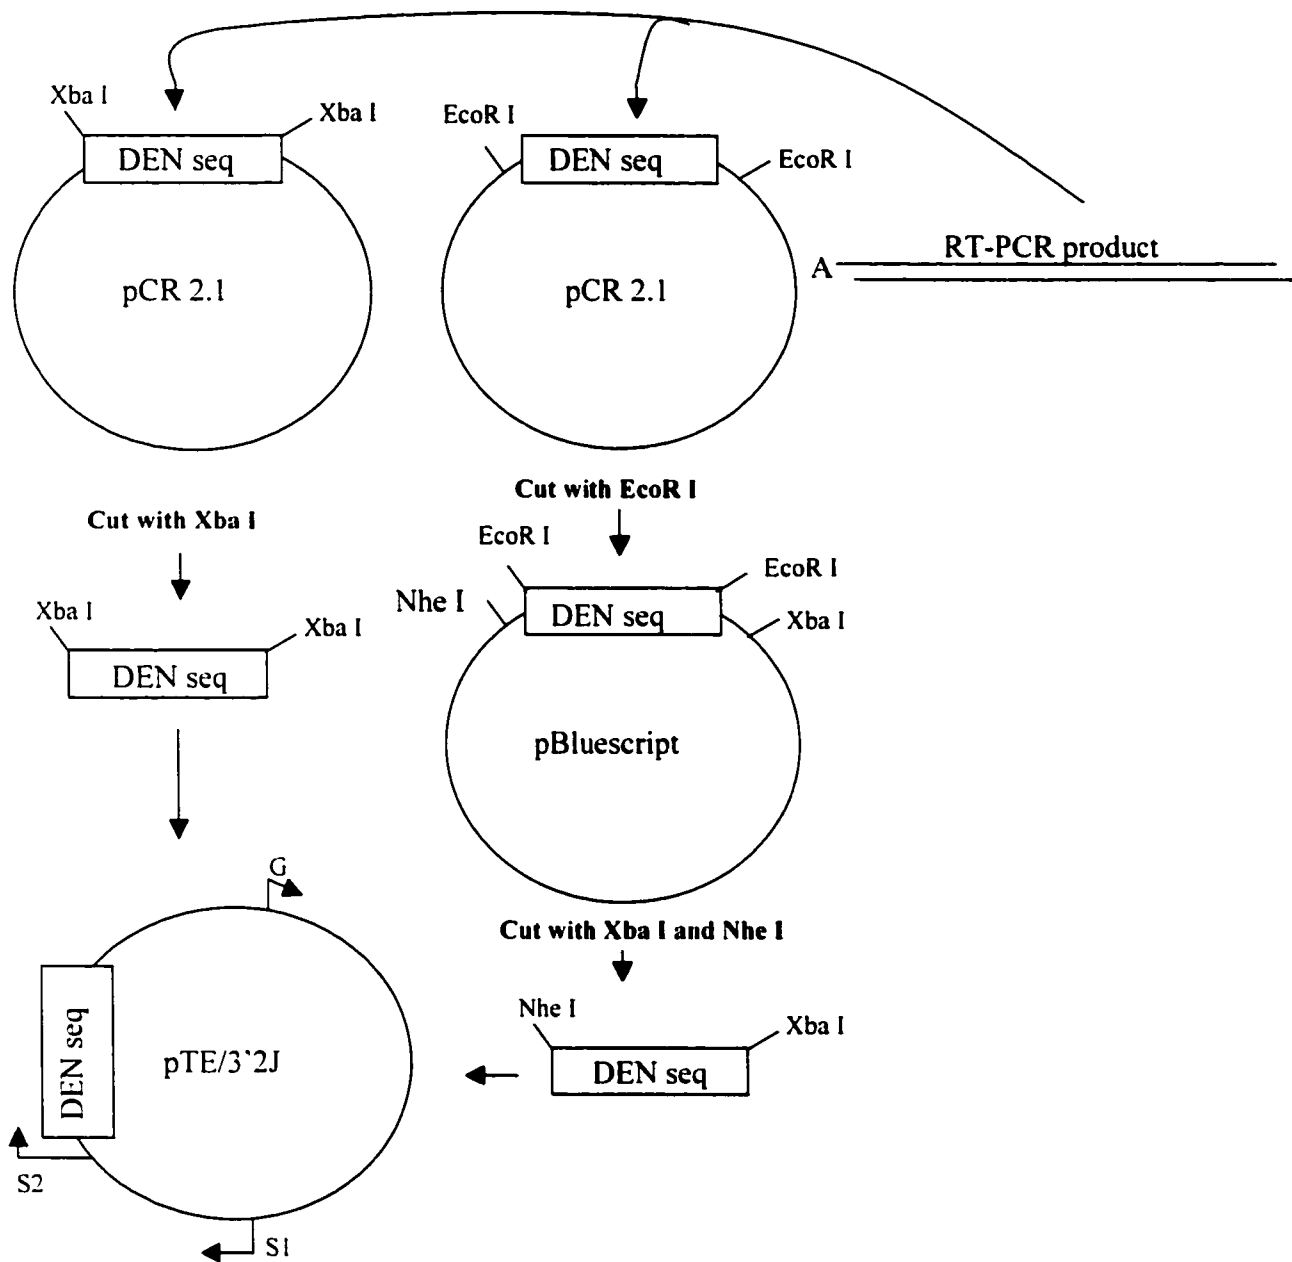 Xba I
Xba I
DEN seq
pCR 2.1
EcoR I
DEN seq
EcoR I
pCR 2.1
A
RT-PCR product
Cut with Xba I
Xba I
Xba I
DEN seq
Cut with EcoR I
EcoR I
EcoR I
Nhe I
DEN seq
Xba I
pBluescript
Cut with Xba I and Nhe I
Nhe I
Xba I
DEN seq
G
DEN seq
pTE/3'2J
S2
S1